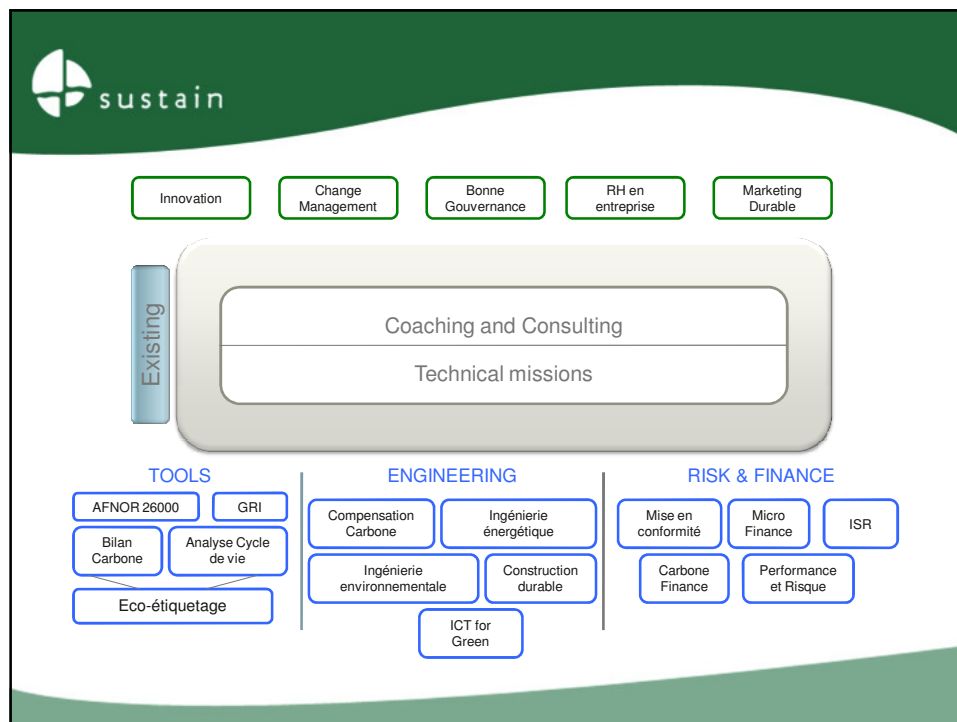 sustain
Innovation
Change
Management
Bonne
Gouvernance
RH en
entreprise
Marketing
Durable
Existing
Coaching and Consulting
Technical missions
TOOLS
AFNOR 26000
GRI
Bilan
Carbone
Analyse Cycle
de vie
Eco-étiquetage
ENGINEERING
Compensation
Carbone
Ingénierie
énergétique
Ingénierie
environnementale
Construction
durable
ICT for
Green
RISK & FINANCE
Mise en
conformité
Micro
Finance
ISR
Carbone
Finance
Performance
et Risque